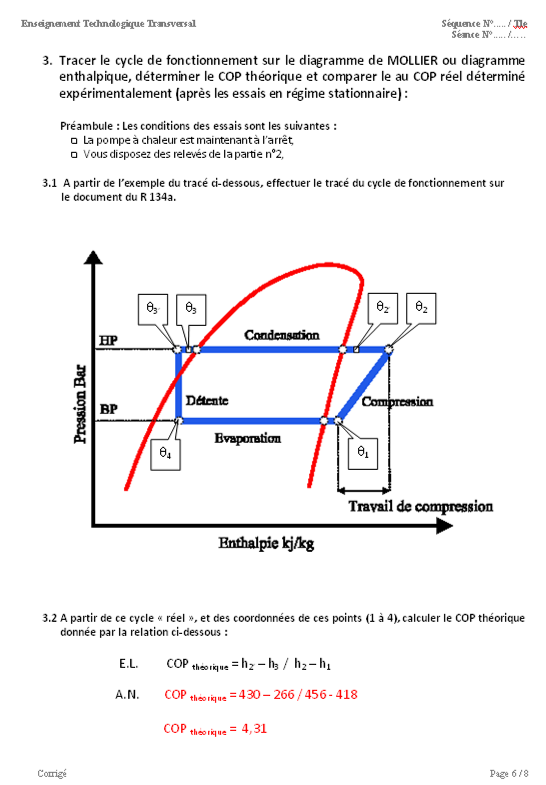 Enseignement Technologique Transversal
Séquence N°….. / Tle
Séance N°….. /…..
3. Tracer le cycle de fonctionnement sur le diagramme de MOLLIER ou diagramme
enthalpique, déterminer le COP théorique et comparer le au COP réel déterminé
expérimentalement (après les essais en régime stationnaire) :
Préambule : Les conditions des essais sont les suivantes :
La pompe à chaleur est maintenant à l'arrêt,
Vous disposez des relevés de la partie n°2,
3.1 A partir de l'exemple du tracé ci-dessous, effectuer le tracé du cycle de fonctionnement sur
le document du R 134a.
θ3' θ3 θ2' θ2
HP
Condensation
Pression Bar
Détente
Compression
BP
Evaporation
θ4 θ1
Travail de compression
Enthalpie kj/kg
3.2 A partir de ce cycle « réel », et des coordonnées de ces points (1 à 4), calculer le COP théorique
donnée par la relation ci-dessous :
E.L. COP théorique = h2' – h3 / h2 – h1
A.N. COP théorique = 430 – 266 / 456 - 418
COP théorique = 4,31
Corrigé
Page 6 / 8